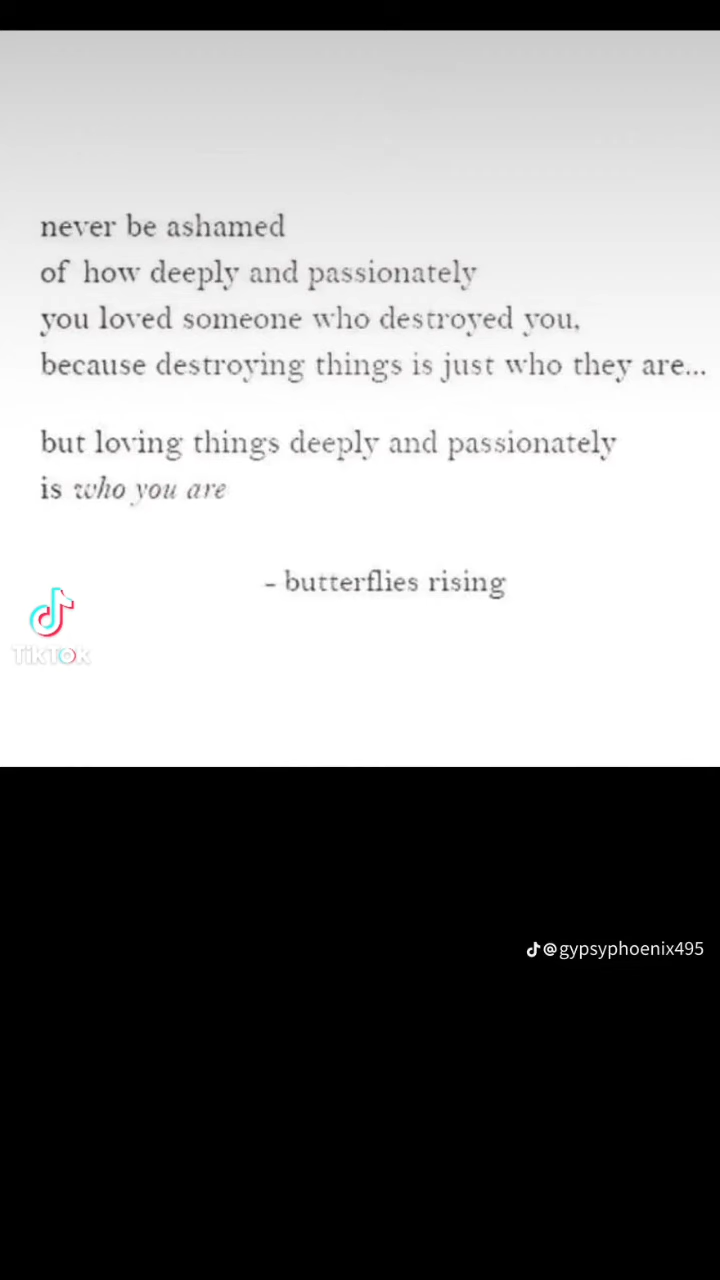 never be ashamed
of how deeply and passionately
you loved someone who destroyed you,
because destroying things is just who they are...
but loving things deeply and passionately
is who you are
- butterflies rising
TikTok
@gypsyphoenix495